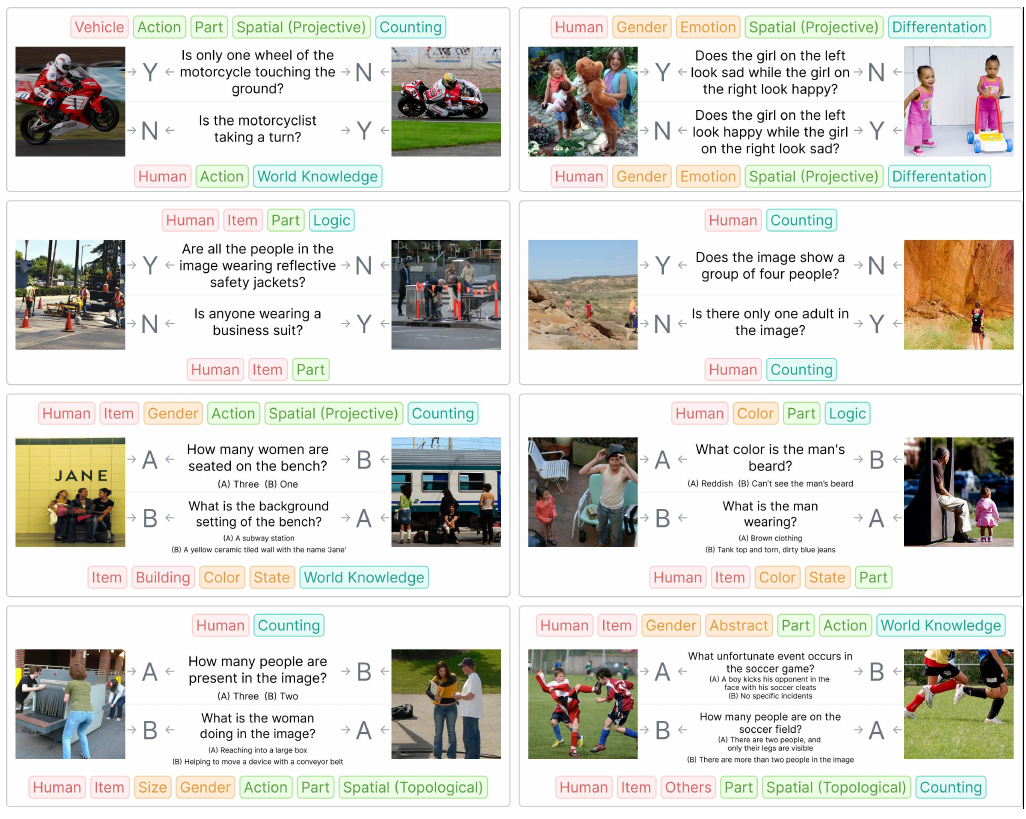 Vehicle Action Part Spatial (Projective) Counting
Y
Is only one wheel of the
motorcycle touching the
ground?
N
N
Is the motorcyclist
taking a turn?
Y
Human Action World Knowledge
Human Gender Emotion Spatial (Projective) Differentation
Y
Does the girl on the left
look sad while the girl on
the right look happy?
N
N
Does the girl on the left
look happy while the girl
on the right look sad?
Y
Human Gender Emotion Spatial (Projective) Differentation
Human Item Part Logic
Y
Are all the people in the
image wearing reflective
safety jackets?
N
N
Is anyone wearing a
business suit?
Y
Human Item Part
Human Counting
Y
Does the image show a
group of four people?
N
N
Is there only one adult in
the image?
Y
Human Counting
Human Item Gender Action Spatial (Projective) Counting
JANE
A
How many women are
seated on the bench?
(A) Three (B) One
B
B
What is the background
setting of the bench?
(A) A subway station
(B) A yellow ceramic tiled wall with the name 'Jane'
A
Item Building Color State World Knowledge
Human Color Part Logic
A
What color is the man's
beard?
(A) Reddish (B) Can't see the man's beard
B
B
What is the man
wearing?
(A) Brown clothing
(B) Tank top and torn, dirty blue jeans
A
Human Item Color State Part
Human Counting
A
How many people are
present in the image?
(A) Three (B) Two
B
B
What is the woman
doing in the image?
(A) Reaching into a large box
(B) Helping to move a device with a conveyor belt
A
Human Item Size Gender Action Part Spatial (Topological)
Human Item Gender Abstract Part Action World Knowledge
A
What unfortunate event occurs in
the soccer game?
(A) A boy kicks his opponent in the
face with his soccer cleats
(B) No specific incidents
B
B
How many people are on the
soccer field?
(A) There are two people, and
only their legs are visible
(B) There are more than two people in the image
A
Human Item Others Part Spatial (Topological) Counting